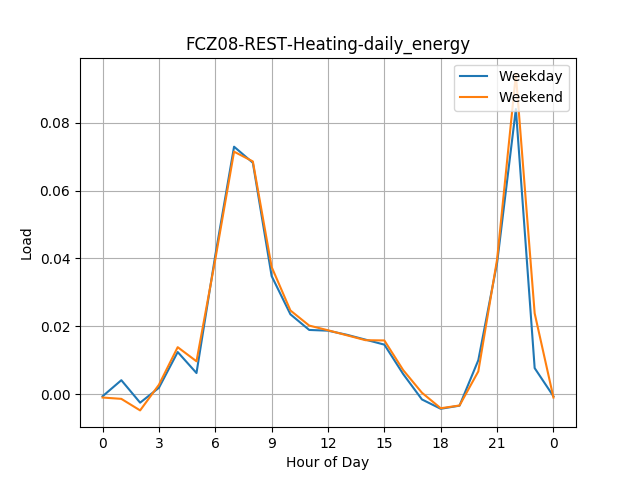 FCZ08-REST-Heating-daily_energy
Weekday
Weekend
0.08
0.06
0.04
0.02
0.00
Load
0 3 6 9 12 15 18 21 0
Hour of Day